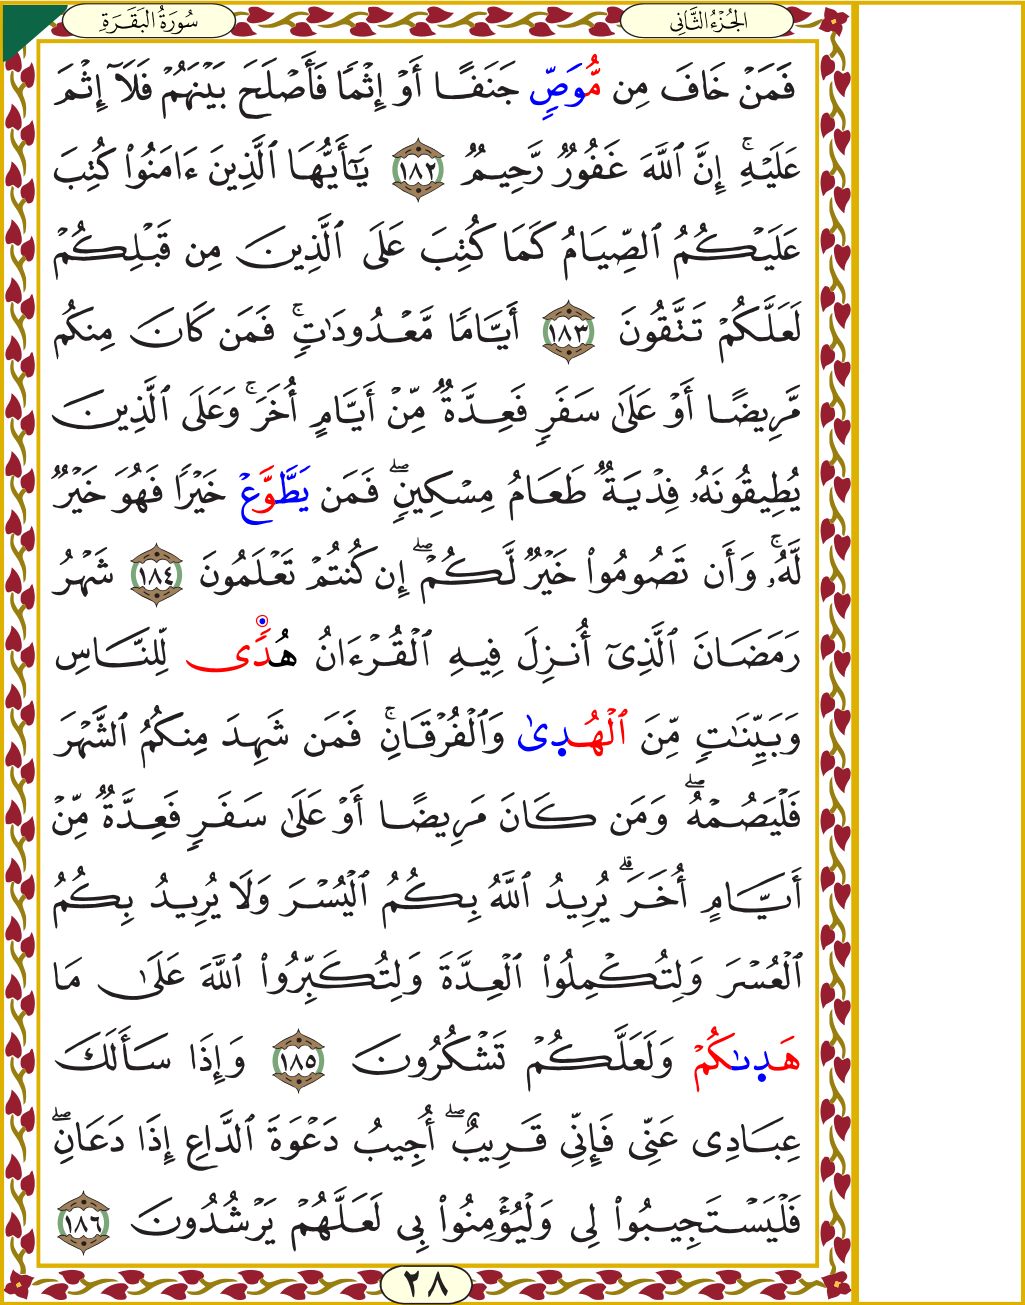 الجُزْءُ الثَّانِي
سُورَةُ البَقَرَةِ
فَمَنْ خَافَ مِن مُّوَصٍّ جَنَفًا أَوْ إِثْمًا فَأَصْلَحَ بَيْنَهُمْ فَلَآ إِثْمَ
عَلَيْهِۚ إِنَّ ٱللَّهَ غَفُورٌ رَّحِيمٌ ١٨٢ يَٰٓأَيُّهَا ٱلَّذِينَ ءَامَنُوا۟ كُتِبَ
عَلَيْكُمُ ٱلصِّيَامُ كَمَا كُتِبَ عَلَى ٱلَّذِينَ مِن قَبْلِكُمْ
لَعَلَّكُمْ تَتَّقُونَ ١٨٣ أَيَّامًا مَّعْدُودَٰتٍۚ فَمَن كَانَ مِنكُم
مَّرِيضًا أَوْ عَلَىٰ سَفَرٍ فَعِدَّةٌ مِّنْ أَيَّامٍ أُخَرَۚ وَعَلَى ٱلَّذِينَ
يُطِيقُونَهُۥ فِدْيَةٌ طَعَامُ مِسْكِينٍۖ فَمَن يَطَّوَّعْ خَيْرًا فَهُوَ خَيْرٌ
لَّهُۥۚ وَأَن تَصُومُوا۟ خَيْرٌ لَّكُمْۖ إِن كُنتُمْ تَعْلَمُونَ ١٨٤ شَهْرُ
رَمَضَانَ ٱلَّذِىٓ أُنزِلَ فِيهِ ٱلْقُرْءَانُ هُدًى لِّلنَّاسِ
وَبَيِّنَٰتٍ مِّنَ ٱلْهُدٜىٰ وَٱلْفُرْقَانِۚ فَمَن شَهِدَ مِنكُمُ ٱلشَّهْرَ
فَلْيَصُمْهُۖ وَمَن كَانَ مَرِيضًا أَوْ عَلَىٰ سَفَرٍ فَعِدَّةٌ مِّنْ
أَيَّامٍ أُخَرَۗ يُرِيدُ ٱللَّهُ بِكُمُ ٱلْيُسْرَ وَلَا يُرِيدُ بِكُمُ
ٱلْعُسْرَ وَلِتُكْمِلُوا۟ ٱلْعِدَّةَ وَلِتُكَبِّرُوا۟ ٱللَّهَ عَلَىٰ مَا
هَدٜىٰكُمْ وَلَعَلَّكُمْ تَشْكُرُونَ ١٨٥ وَإِذَا سَأَلَكَ
عِبَادِى عَنِّى فَإِنِّى قَرِيبٌۖ أُجِيبُ دَعْوَةَ ٱلدَّاعِ إِذَا دَعَانِۖ
فَلْيَسْتَجِيبُوا۟ لِى وَلْيُؤْمِنُوا۟ بِى لَعَلَّهُمْ يَرْشُدُونَ ١٨٦
٢٨